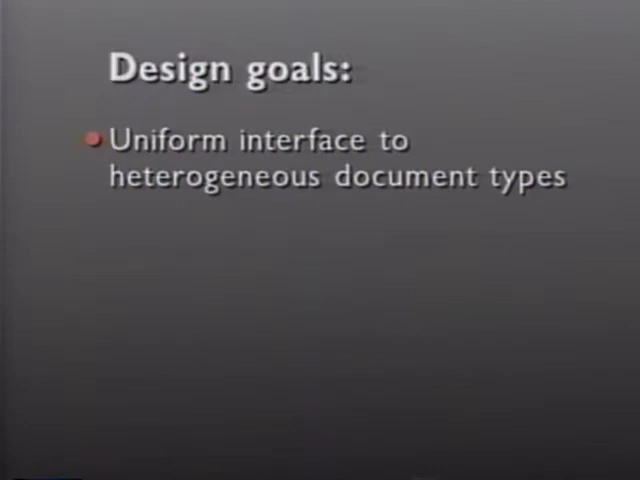 Design goals:
Uniform interface to
heterogeneous document types